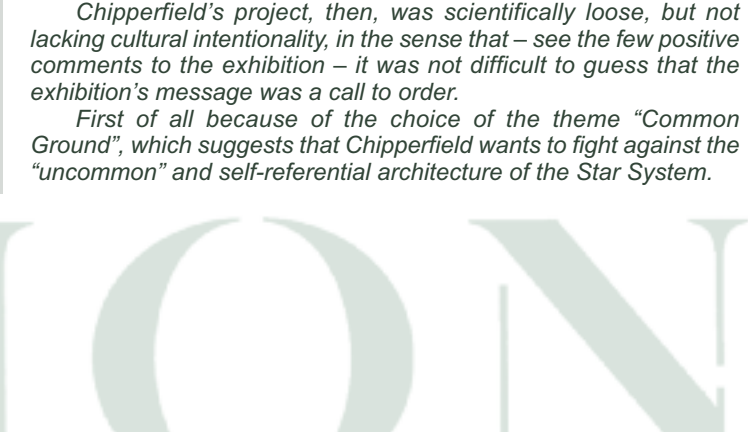 Chipperfield’s project, then, was scientifically loose, but not
lacking cultural intentionality, in the sense that – see the few positive
comments to the exhibition – it was not difficult to guess that the
exhibition’s message was a call to order.
First of all because of the choice of the theme “Common
Ground”, which suggests that Chipperfield wants to fight against the
“uncommon” and self-referential architecture of the Star System.
ION